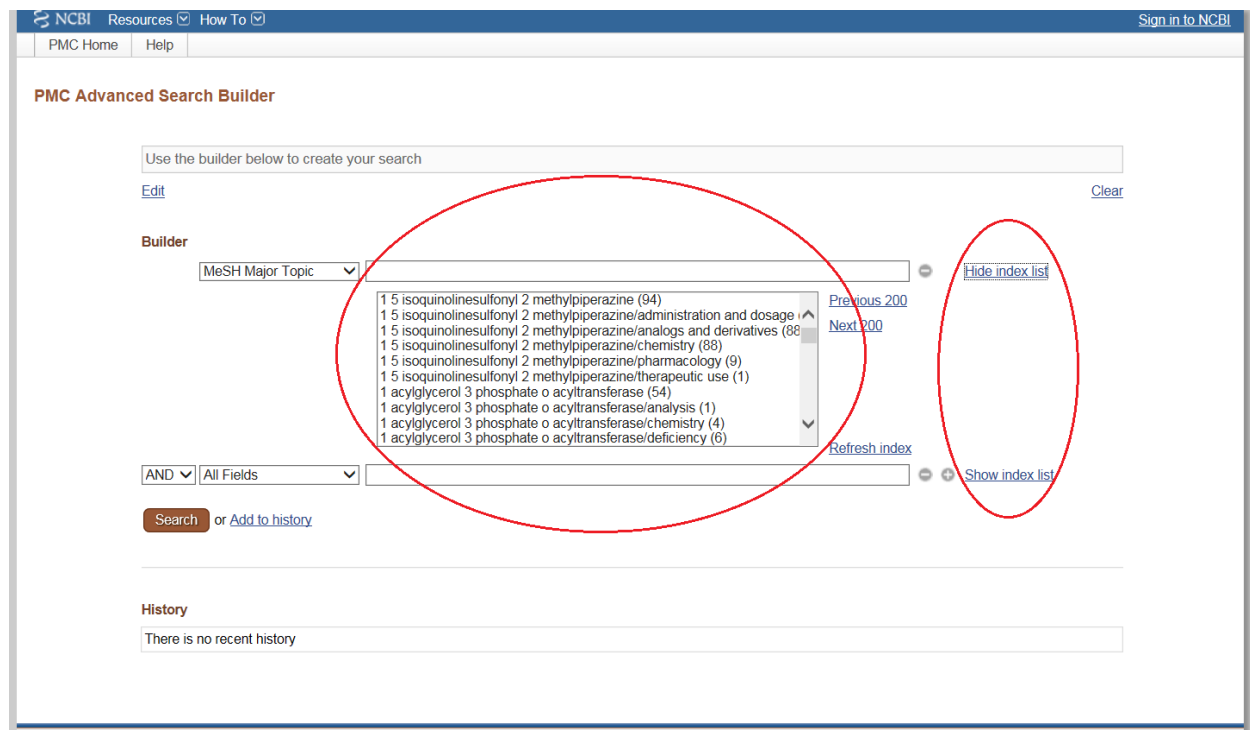 NCBI Resources How To Sign in to NCBI
PMC Home Help
PMC Advanced Search Builder
Use the builder below to create your search
Edit Clear
Builder
MeSH Major Topic Hide index list
1 5 isoquinolinesulfonyl 2 methylpiperazine (94)
1 5 isoquinolinesulfonyl 2 methylpiperazine/administration and dosage (
1 5 isoquinolinesulfonyl 2 methylpiperazine/analogs and derivatives (88
1 5 isoquinolinesulfonyl 2 methylpiperazine/chemistry (88)
1 5 isoquinolinesulfonyl 2 methylpiperazine/pharmacology (9)
1 5 isoquinolinesulfonyl 2 methylpiperazine/therapeutic use (1)
1 acylglycerol 3 phosphate o acyltransferase (54)
1 acylglycerol 3 phosphate o acyltransferase/analysis (1)
1 acylglycerol 3 phosphate o acyltransferase/chemistry (4)
1 acylglycerol 3 phosphate o acyltransferase/deficiency (6)
Previous 200
Next 200
Refresh index
AND All Fields Show index list
Search or Add to history
History
There is no recent history